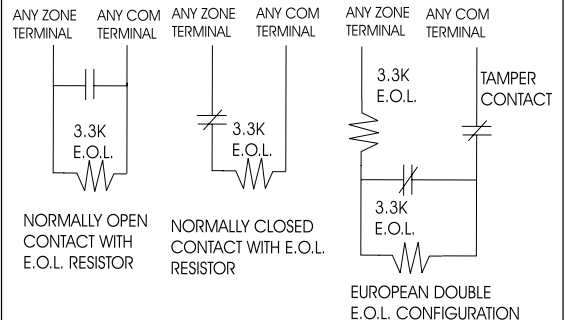 ANY ZONE
TERMINAL
ANY COM
TERMINAL
3.3K
E.O.L.
NORMALLY OPEN
CONTACT WITH
E.O.L. RESISTOR
ANY ZONE
TERMINAL
ANY COM
TERMINAL
3.3K
E.O.L.
NORMALLY CLOSED
CONTACT WITH E.O.L.
RESISTOR
ANY ZONE
TERMINAL
ANY COM
TERMINAL
3.3K
E.O.L.
TAMPER
CONTACT
3.3K
E.O.L.
EUROPEAN DOUBLE
E.O.L. CONFIGURATION